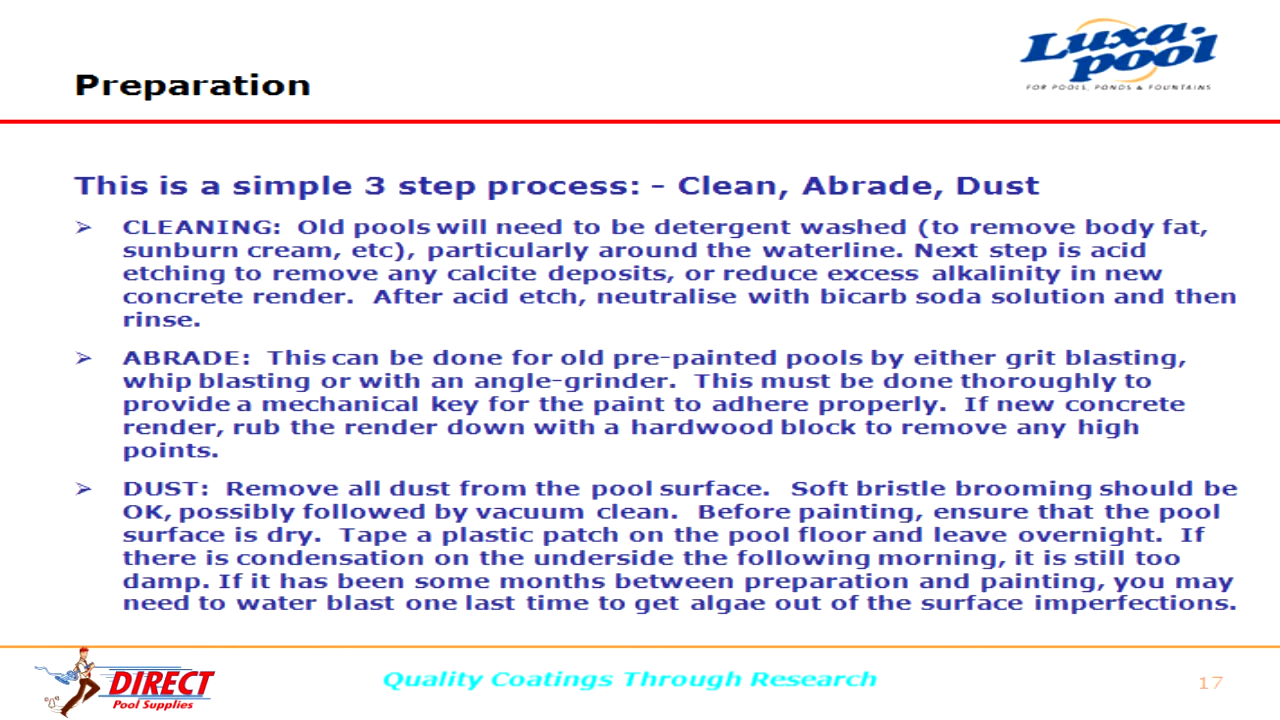 Luxa
pool
FOR POOLS, PONDS & FOUNTAINS
Preparation
This is a simple 3 step process: - Clean, Abrade, Dust
➢ CLEANING: Old pools will need to be detergent washed (to remove body fat,
sunburn cream, etc), particularly around the waterline. Next step is acid
etching to remove any calcite deposits, or reduce excess alkalinity in new
concrete render. After acid etch, neutralise with bicarb soda solution and then
rinse.
➢ ABRADE: This can be done for old pre-painted pools by either grit blasting,
whip blasting or with an angle-grinder. This must be done thoroughly to
provide a mechanical key for the paint to adhere properly. If new concrete
render, rub the render down with a hardwood block to remove any high
points.
➢ DUST: Remove all dust from the pool surface. Soft bristle brooming should be
OK, possibly followed by vacuum clean. Before painting, ensure that the pool
surface is dry. Tape a plastic patch on the pool floor and leave overnight. If
there is condensation on the underside the following morning, it is still too
damp. If it has been some months between preparation and painting, you may
need to water blast one last time to get algae out of the surface imperfections.
DIRECT
Pool Supplies
Quality Coatings Through Research
17